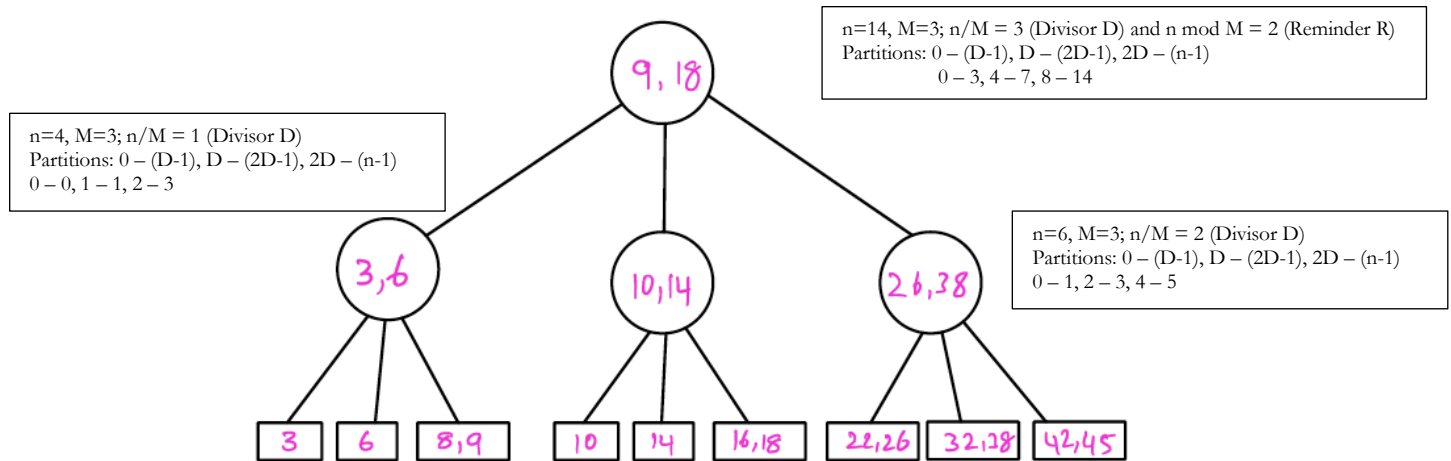 n=14, M=3; n/M = 3 (Divisor D) and n mod M = 2 (Reminder R)
Partitions: 0 – (D-1), D – (2D-1), 2D – (n-1)
0 – 3, 4 – 7, 8 – 14
9, 18
n=4, M=3; n/M = 1 (Divisor D)
Partitions: 0 – (D-1), D – (2D-1), 2D – (n-1)
0 – 0, 1 – 1, 2 – 3
n=6, M=3; n/M = 2 (Divisor D)
Partitions: 0 – (D-1), D – (2D-1), 2D – (n-1)
0 – 1, 2 – 3, 4 – 5
3,6
10,14
26,38
3
6
8,9
10
14
16,18
22,26
32,38
42,45